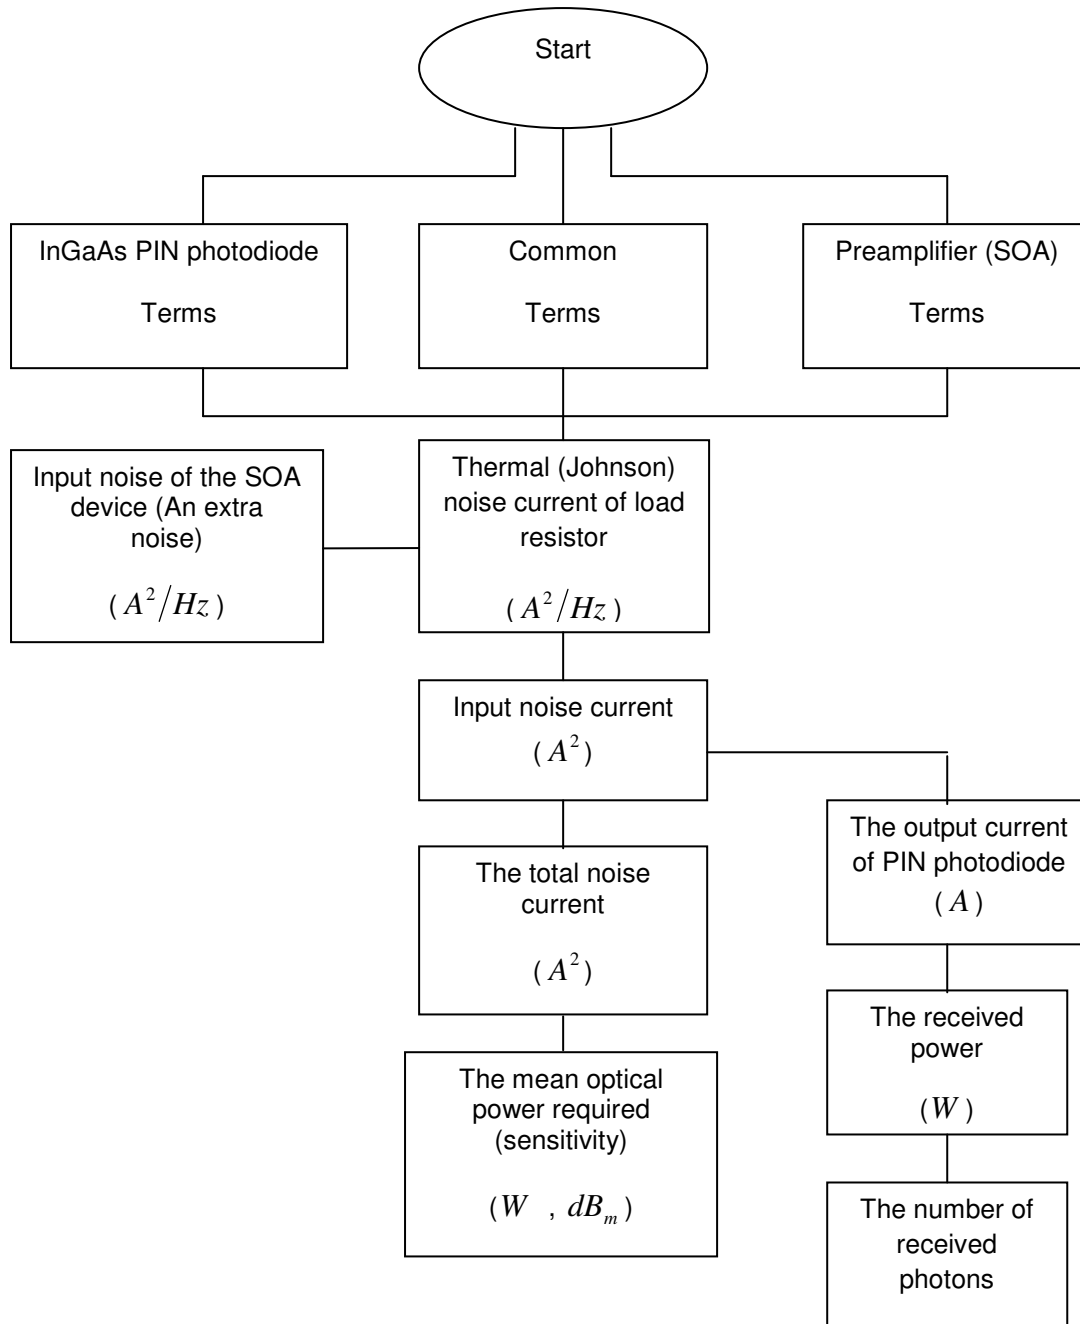 Start
InGaAs PIN photodiode
Terms
Common
Terms
Preamplifier (SOA)
Terms
Input noise of the SOA
device (An extra
noise)
( A²/Hz )
Thermal (Johnson)
noise current of load
resistor
( A²/Hz )
Input noise current
( A² )
The total noise
current
( A² )
The mean optical
power required
(sensitivity)
( W , dBₘ )
The output current
of PIN photodiode
( A )
The received
power
( W )
The number of
received
photons